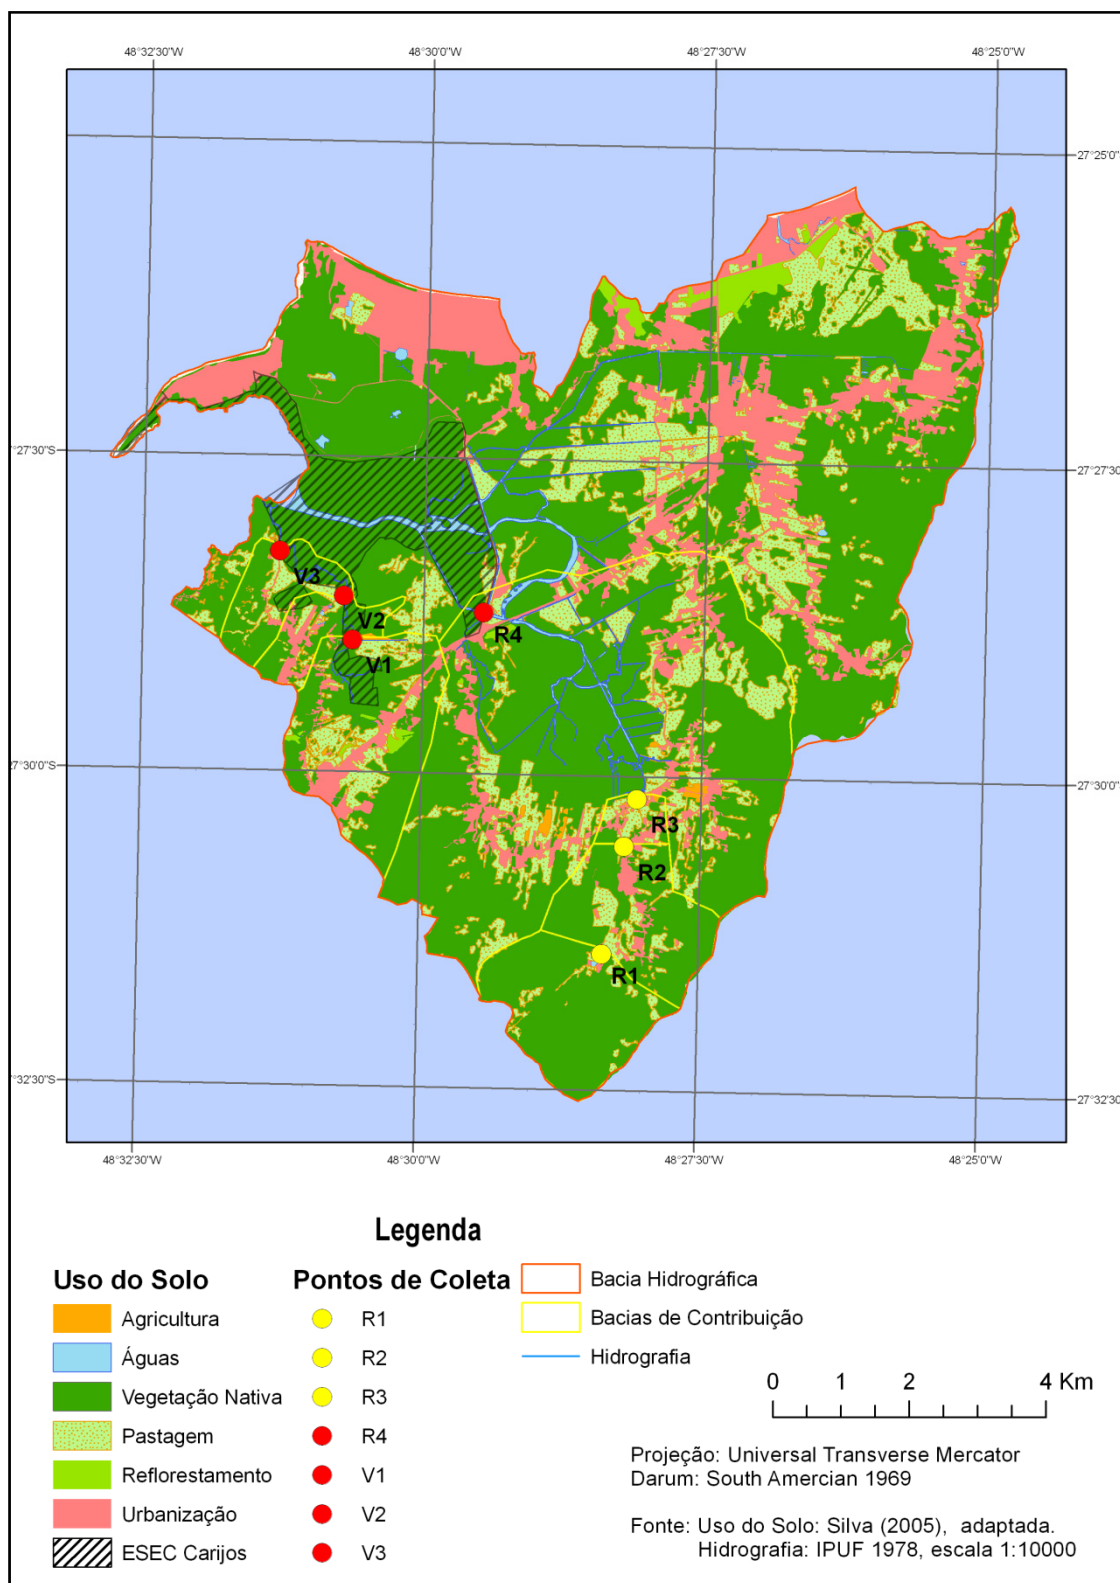 48°32'30"W 48°30'0"W 48°27'30"W 48°25'0"W
27°25'0"S
7°27'30"S
27°27'30"S
V3
V2
R4
V1
7°30'0"S
27°30'0"S
R3
R2
R1
7°32'30"S
27°32'30"S
48°32'30"W 48°30'0"W 48°27'30"W 48°25'0"W
Legenda
Uso do Solo
Agricultura
Águas
Vegetação Nativa
Pastagem
Reflorestamento
Urbanização
ESEC Carijos
Pontos de Coleta
R1
R2
R3
R4
V1
V2
V3
Bacia Hidrográfica
Bacias de Contribuição
Hidrografia
0 1 2 4 Km
Projeção: Universal Transverse Mercator
Darum: South Amercian 1969
Fonte: Uso do Solo: Silva (2005), adaptada.
Hidrografia: IPUF 1978, escala 1:10000